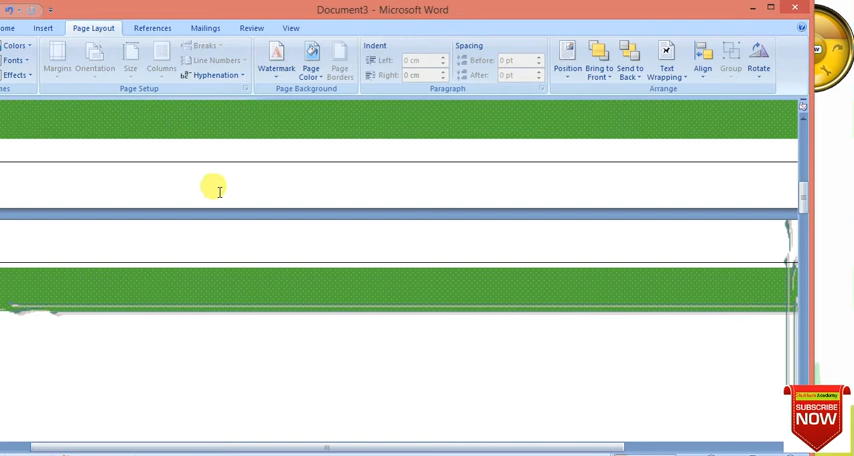 Document3 - Microsoft Word
ome Insert Page Layout References Mailings Review View
Colors
Fonts
Effects
Margins
Orientation
Size
Columns
Breaks
Line Numbers
Hyphenation
Page Setup
Watermark
Page Color
Page Borders
Page Background
Indent
Left: 0 cm
Right: 0 cm
Spacing
Before: 0 pt
After: 0 pt
Paragraph
Position
Bring to Front
Send to Back
Text Wrapping
Align
Group
Rotate
Arrange
SUBSCRIBE
NOW